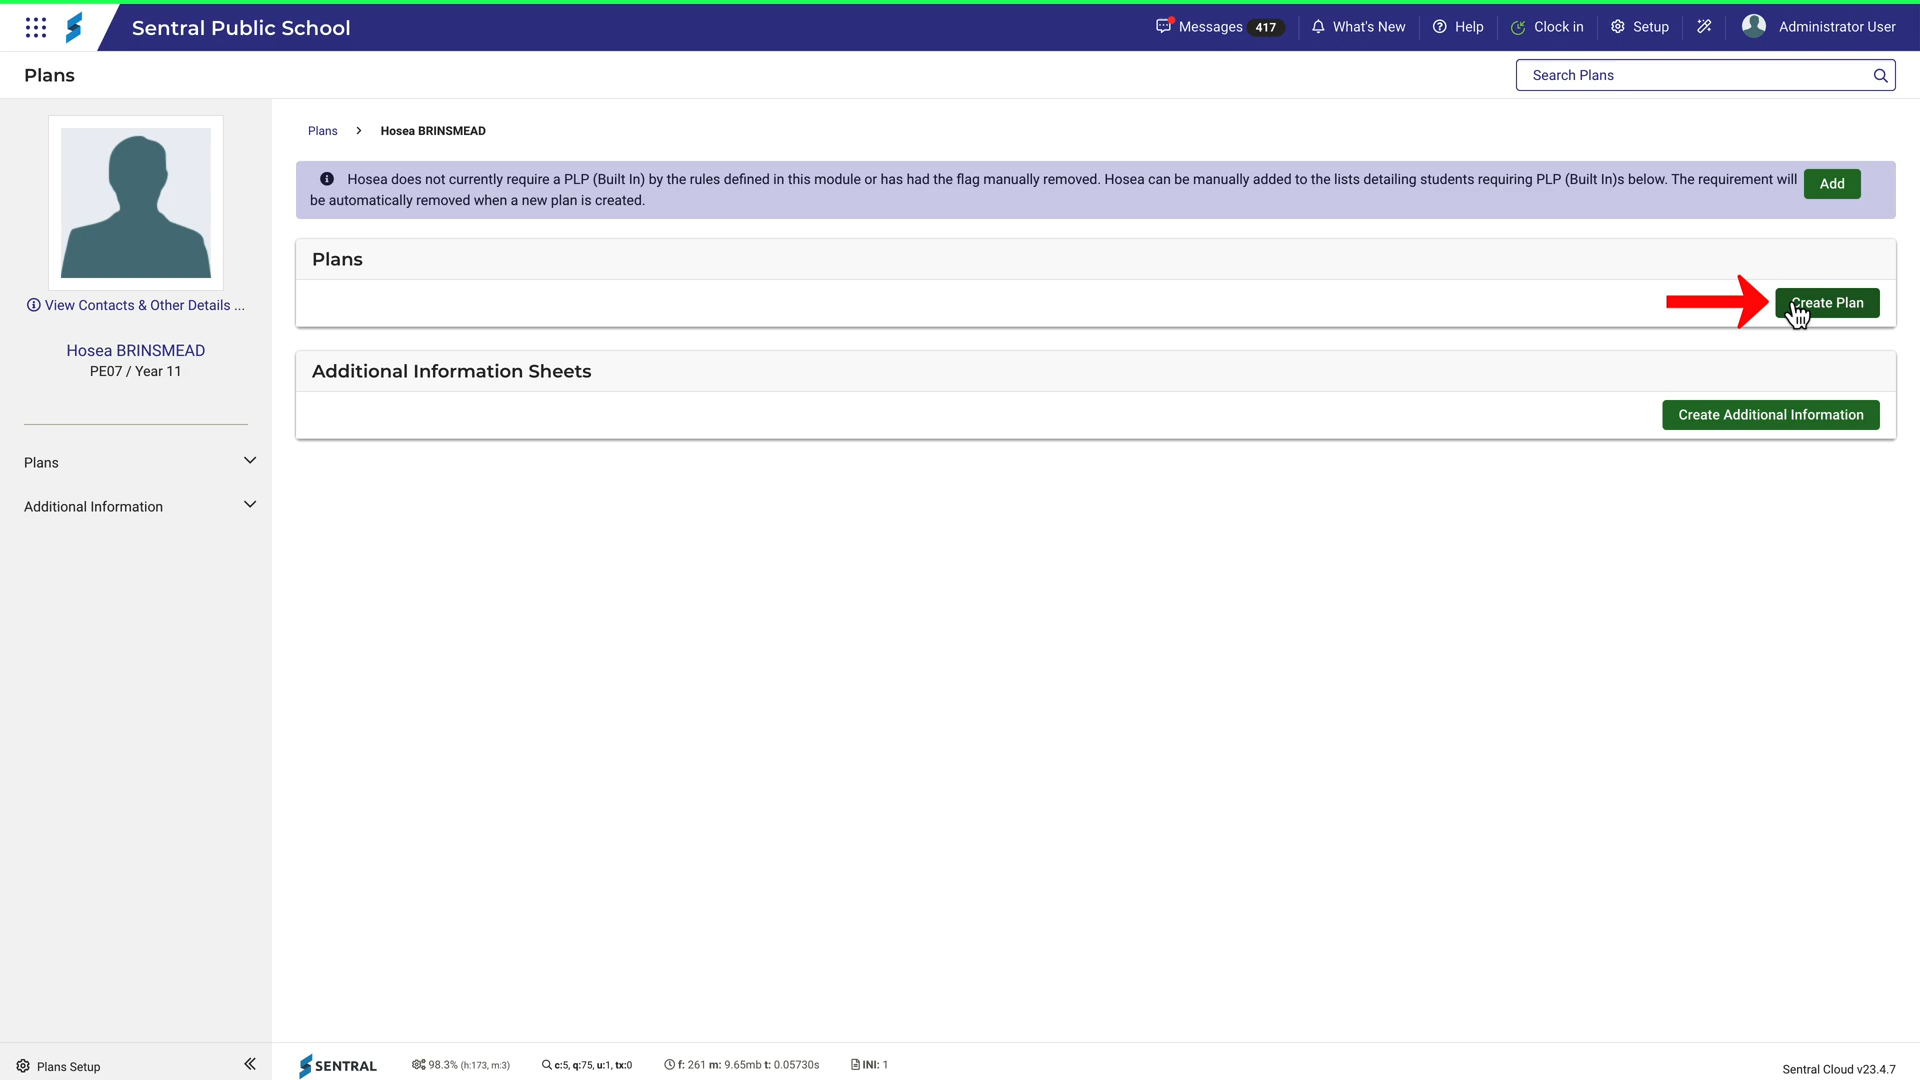 Sentral Public School
Messages 417
What's New
Help
Clock in
Setup
Administrator User
Plans
Search Plans
Plans > Hosea BRINSMEAD
Hosea does not currently require a PLP (Built In) by the rules defined in this module or has had the flag manually removed. Hosea can be manually added to the lists detailing students requiring PLP (Built In)s below. The requirement will
be automatically removed when a new plan is created.
Add
View Contacts & Other Details ...
Hosea BRINSMEAD
PE07 / Year 11
Plans
Additional Information
Plans
Create Plan
Additional Information Sheets
Create Additional Information
Plans Setup
SENTRAL
98.3% (h:173, m:3)
c:5, q:75, u:1, tx:0
f: 261 m: 9.65mb t: 0.05730s
INI: 1
Sentral Cloud v23.4.7